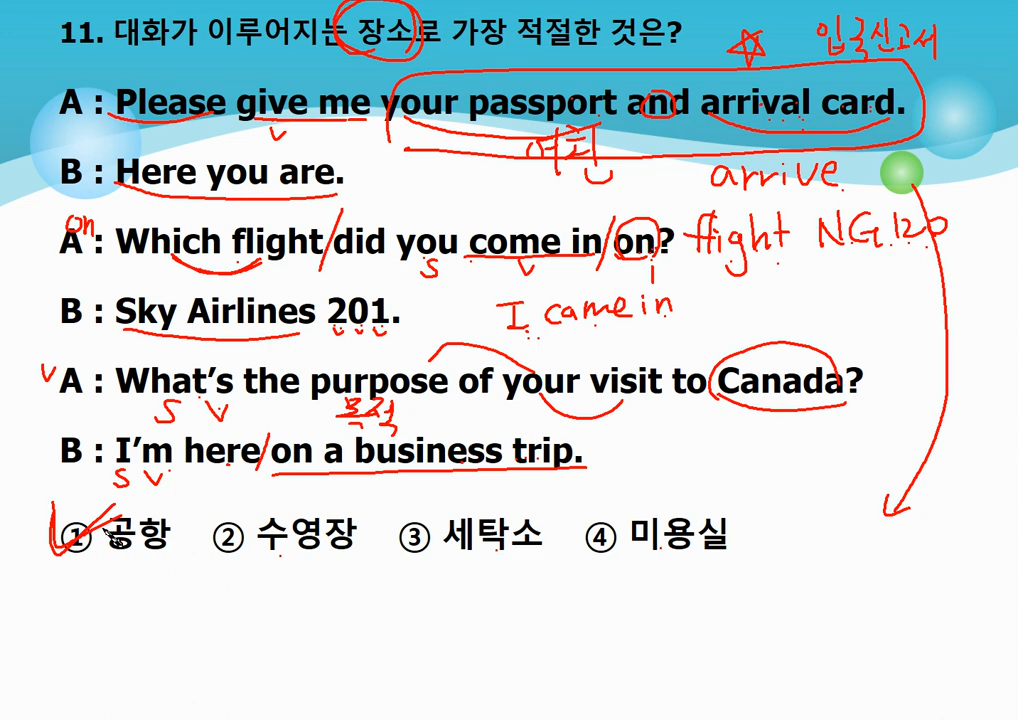 11. 대화가 이루어지는 장소로 가장 적절한 것은?
입국신고서
A : Please give me your passport and arrival card.
여권
B : Here you are.
arrive
on
A : Which flight did you come in on?
flight NG120
S V
B : Sky Airlines 201.
I came in
V
A : What's the purpose of your visit to Canada?
S V
목적
B : I'm here on a business trip.
S V
① 공항 ② 수영장 ③ 세탁소 ④ 미용실